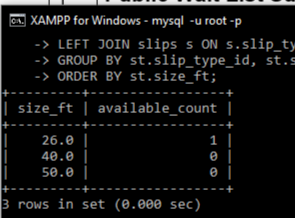 XAMPP for Windows - mysql -u root -p
-> LEFT JOIN slips s ON s.slip_ty
-> GROUP BY st.slip_type_id, st.s
-> ORDER BY st.size_ft;
+---------+-----------------+
| size_ft | available_count |
+---------+-----------------+
|    26.0 |               1 |
|    40.0 |               0 |
|    50.0 |               0 |
+---------+-----------------+
3 rows in set (0.000 sec)